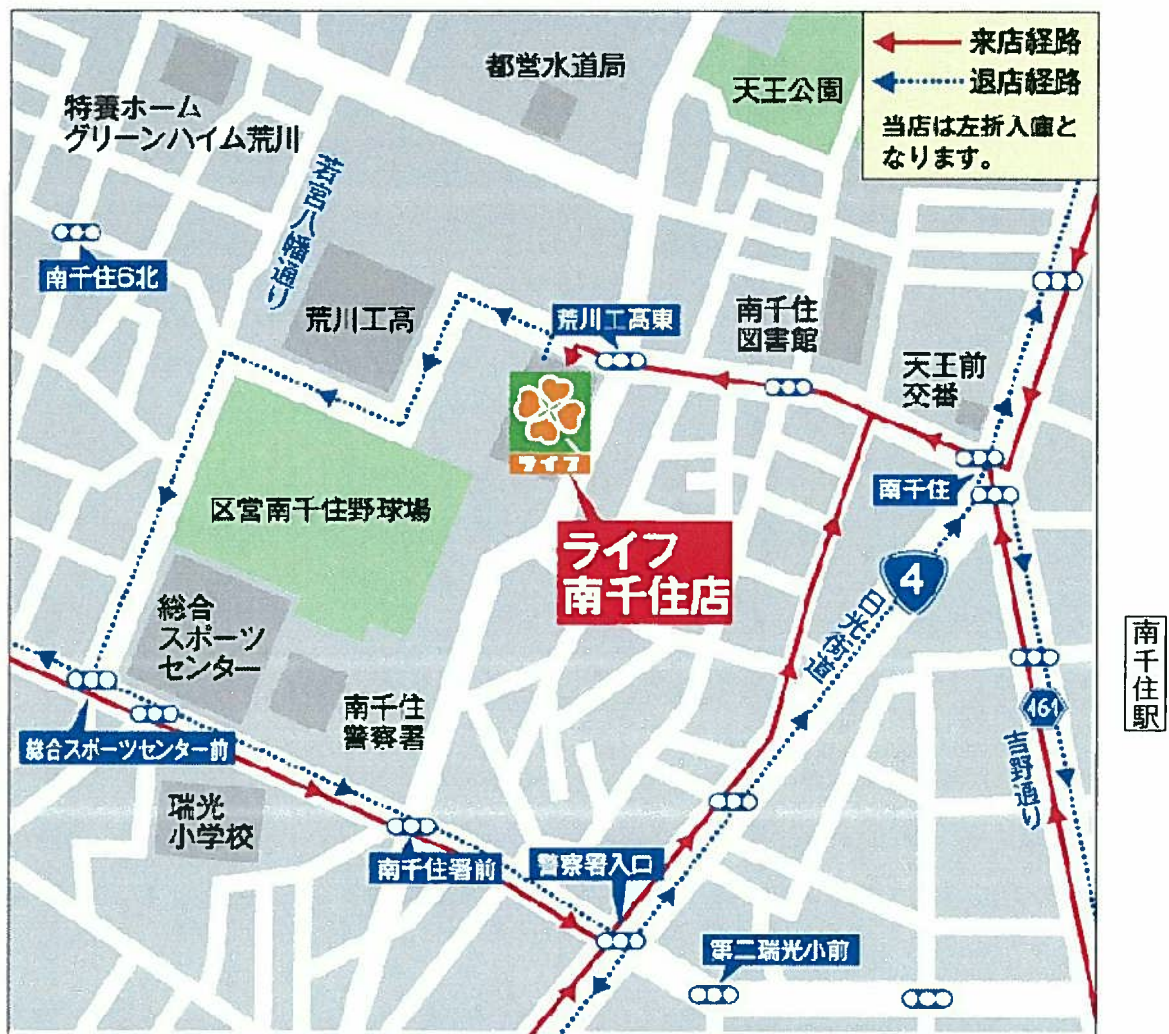 来店経路
退店経路
当店は左折入庫と
なります。
都営水道局
天王公園
特養ホーム
グリーンハイム荒川
若宮八幡通り
南千住6北
荒川工高
荒川工高東
南千住
図書館
天王前
交番
ライフ
南千住
区営南千住野球場
ライフ
南千住店
4
日光街道
総合
スポーツ
センター
南千住
警察署
461
吉野通り
南千住駅
総合スポーツセンター前
瑞光
小学校
南千住署前
警察署入口
第二瑞光小前